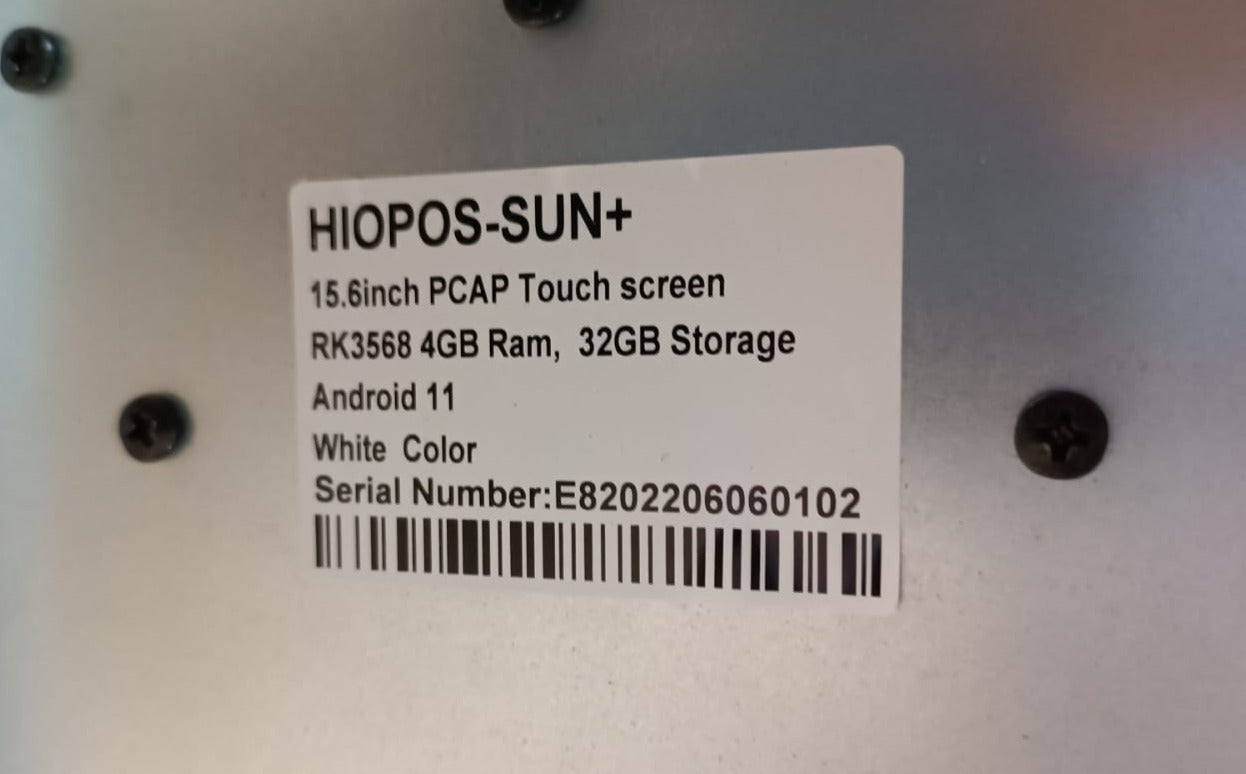 HIOPOS-SUN+
15.6inch PCAP Touch screen
RK3568 4GB Ram, 32GB Storage
Android 11
White Color
Serial Number:E8202206060102